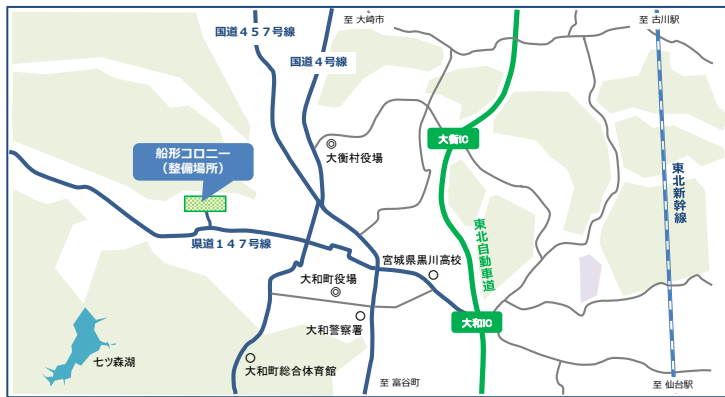 至 大崎市
至 古川駅
国道４５７号線
国道４号線
大衡IC
船形コロニー
（整備場所）
大衡村役場
東北新幹線
東北自動車道
県道１４７号線
宮城県黒川高校
大和町役場
大和警察署
大和IC
七ツ森湖
大和町総合体育館
至 富谷町
至 仙台駅